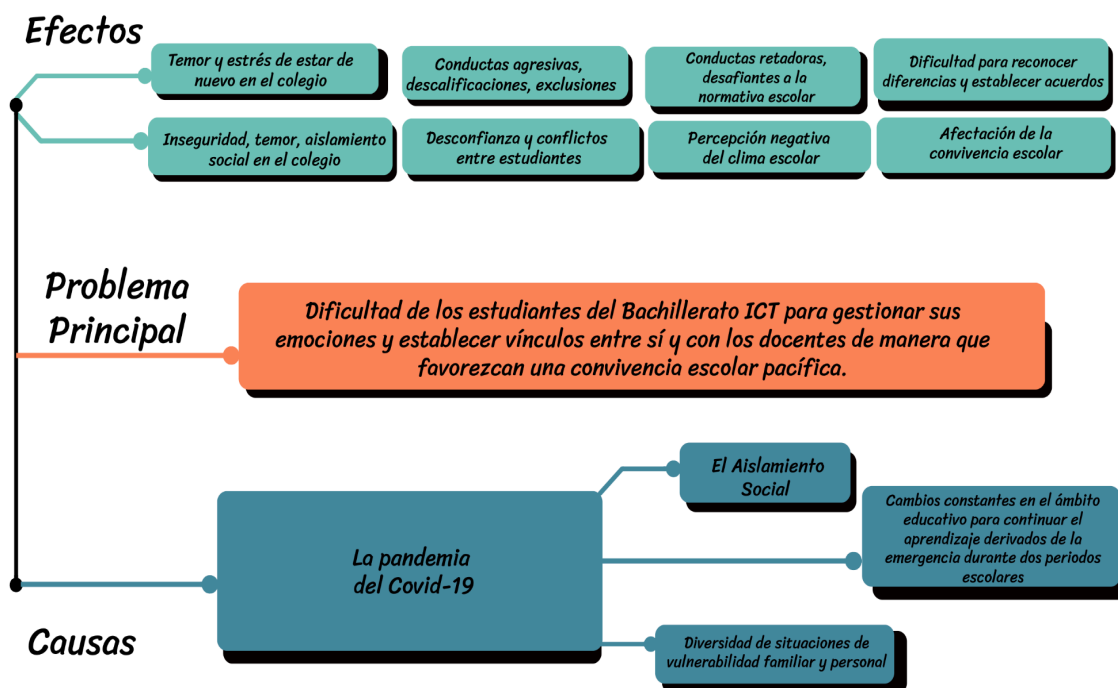 Efectos
Temor y estrés de estar de
nuevo en el colegio
Conductas agresivas,
descalificaciones, exclusiones
Conductas retadoras,
desafiantes a la
normativa escolar
Dificultad para reconocer
diferencias y establecer acuerdos
Inseguridad, temor, aislamiento
social en el colegio
Desconfianza y conflictos
entre estudiantes
Percepción negativa
del clima escolar
Afectación de la
convivencia escolar
Problema
Principal
Dificultad de los estudiantes del Bachillerato ICT para gestionar sus
emociones y establecer vínculos entre sí y con los docentes de manera que
favorezcan una convivencia escolar pacífica.
El Aislamiento
Social
Cambios constantes en el ámbito
educativo para continuar el
aprendizaje derivados de la
emergencia durante dos periodos
escolares
La pandemia
del Covid-19
Causas
Diversidad de situaciones de
vulnerabilidad familiar y personal